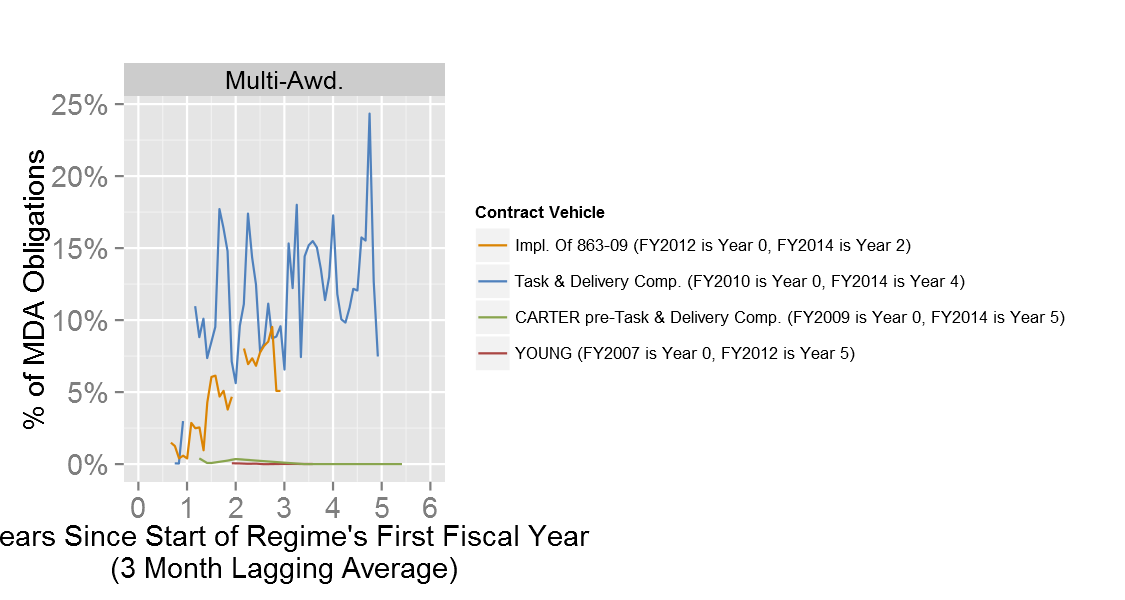 Multi-Awd.
25%
20%
15%
10%
5%
0%
% of MDA Obligations
0 1 2 3 4 5 6
ears Since Start of Regime's First Fiscal Year
(3 Month Lagging Average)
Contract Vehicle
Impl. Of 863-09 (FY2012 is Year 0, FY2014 is Year 2)
Task & Delivery Comp. (FY2010 is Year 0, FY2014 is Year 4)
CARTER pre-Task & Delivery Comp. (FY2009 is Year 0, FY2014 is Year 5)
YOUNG (FY2007 is Year 0, FY2012 is Year 5)